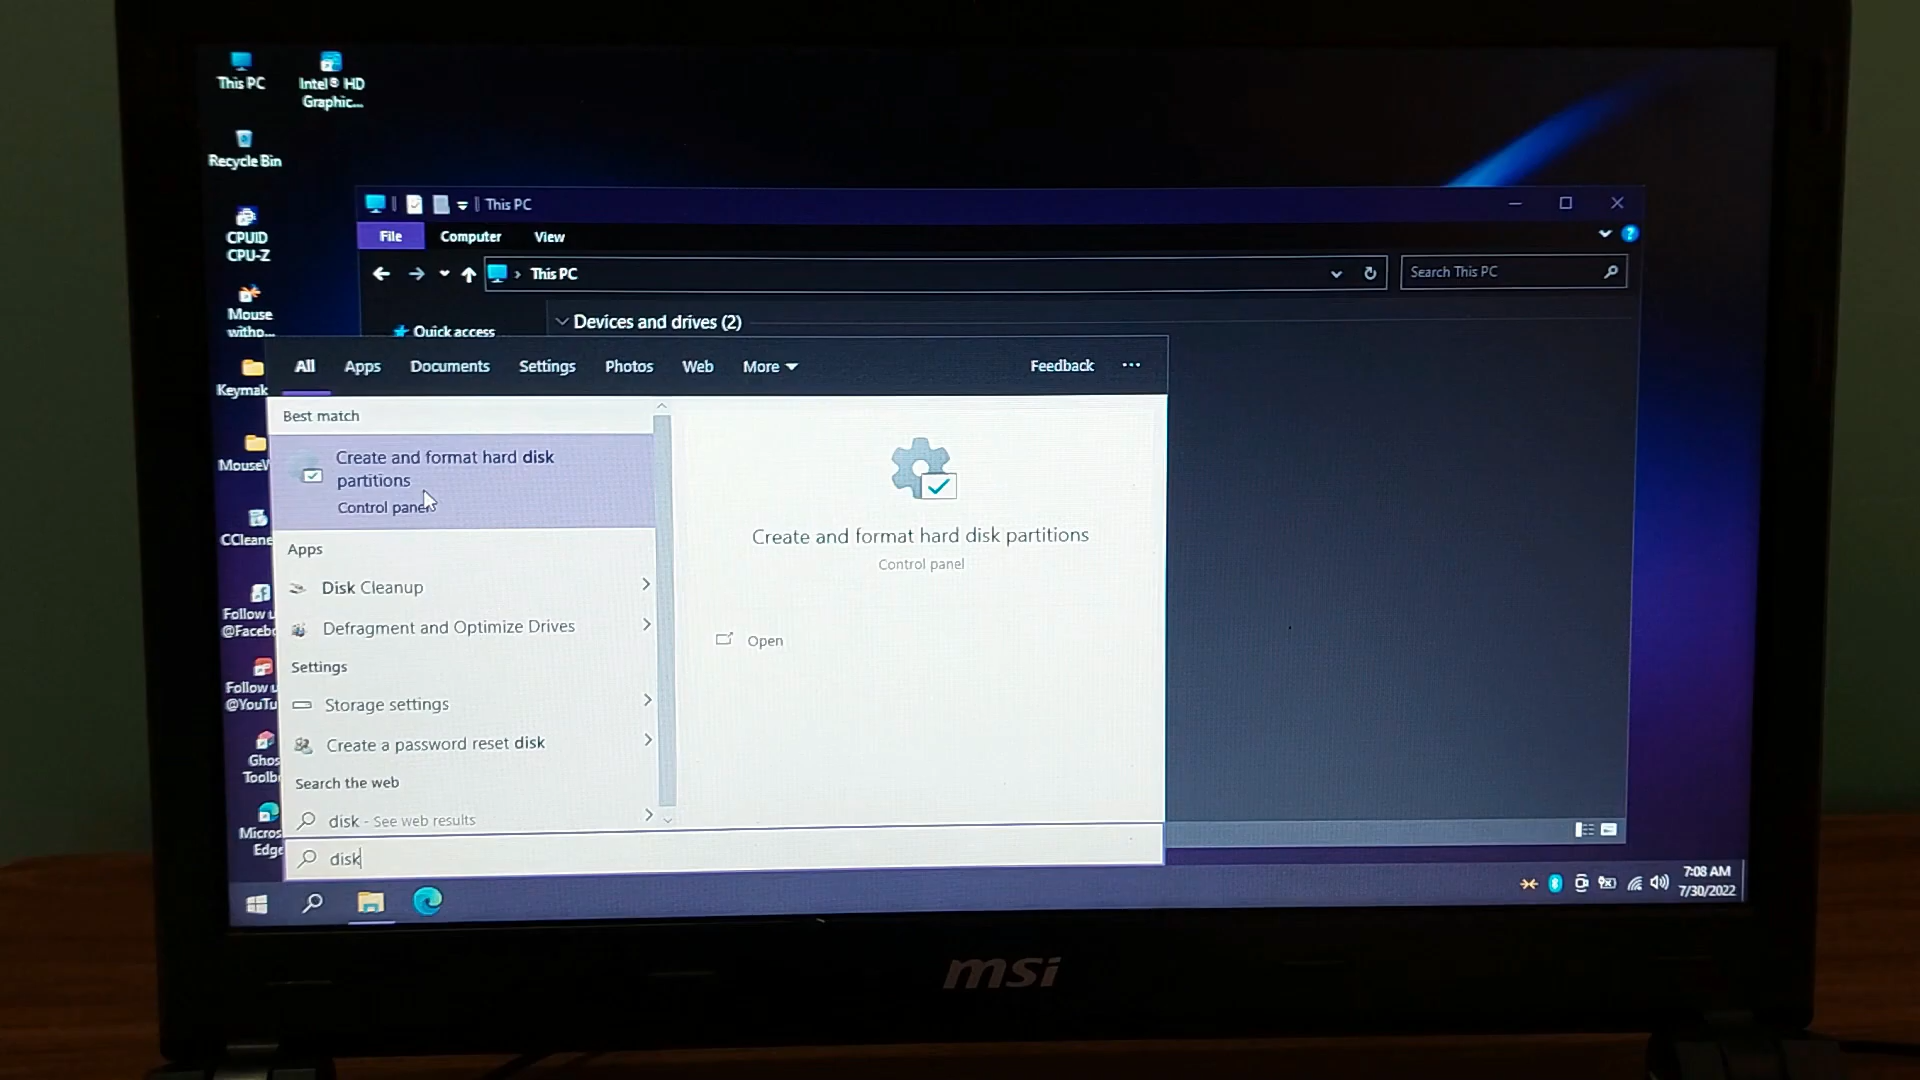 This PC
Intel® HD
Graphic...
Recycle Bin
CPUID
CPU-Z
Mouse
witho...
Keymak
MouseW
CCleane
Follow u
@Facebo
Follow u
@YouTu
Ghos
Toolb
Micros
Edge
This PC
File
Computer
View
This PC
Search This PC
Quick access
Devices and drives (2)
All
Apps
Documents
Settings
Photos
Web
More
Feedback
Best match
Create and format hard disk
partitions
Control panel
Apps
Disk Cleanup
Defragment and Optimize Drives
Settings
Storage settings
Create a password reset disk
Search the web
disk - See web results
disk
Create and format hard disk partitions
Control panel
Open
7:08 AM
7/30/2022
msi